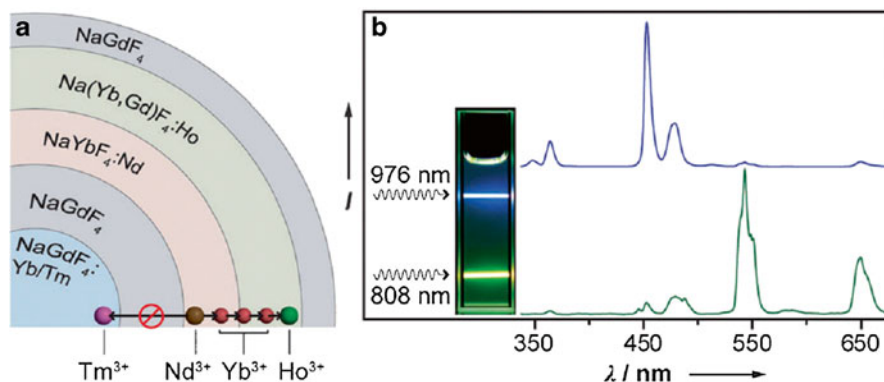 a
NaGdF₄
Na(Yb,Gd)F₄:Ho
NaYbF₄:Nd
NaGdF₄
NaGdF₄:
Yb/Tm
Tm³⁺ Nd³⁺ Yb³⁺ Ho³⁺
b
I
976 nm
808 nm
350 450 550 650
λ / nm